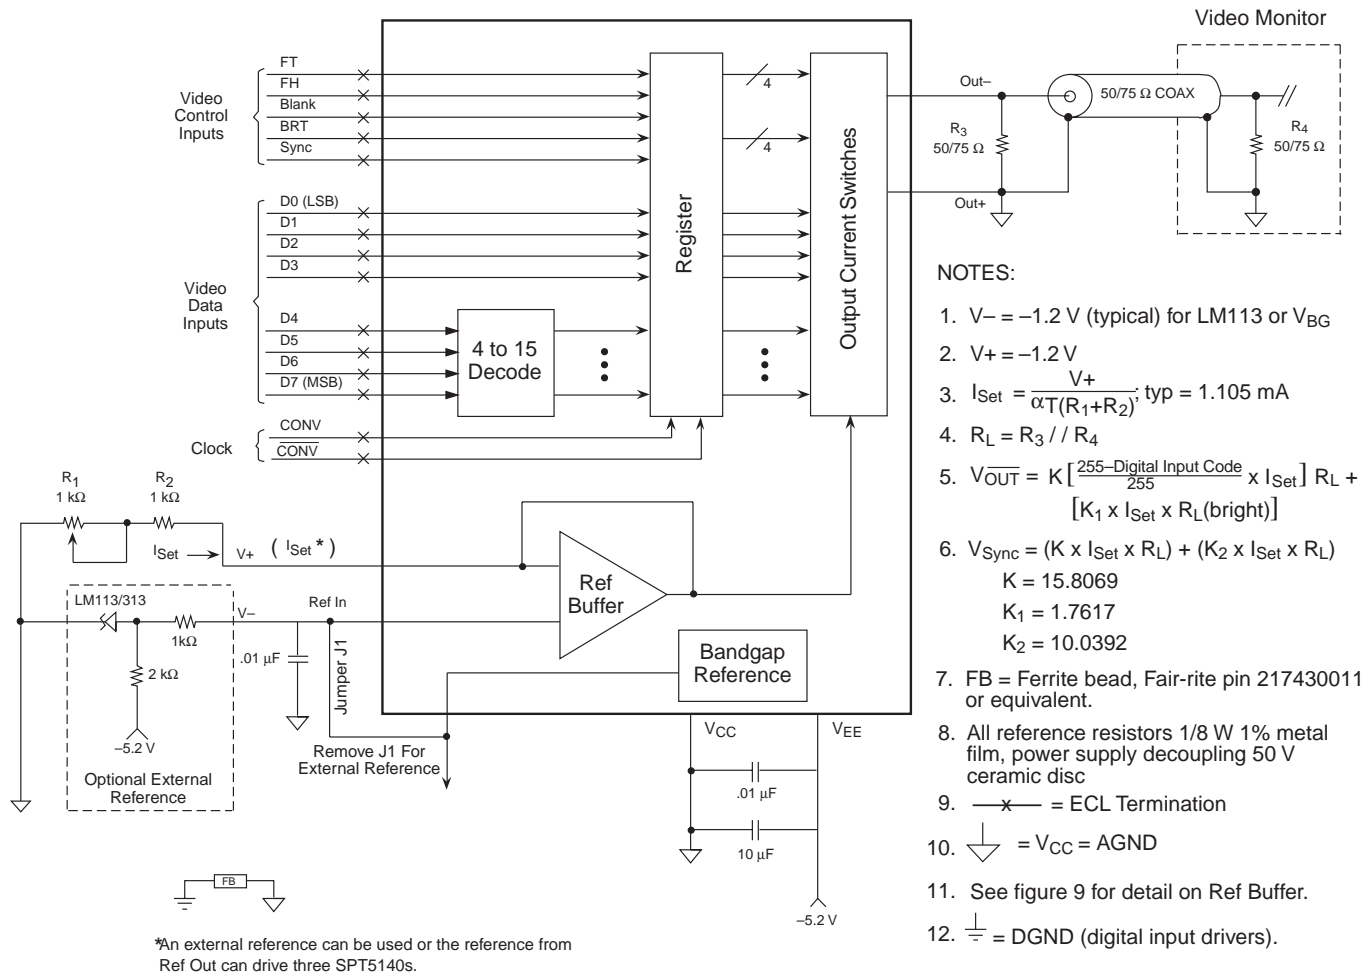 Video Monitor
FT
FH
Blank
BRT
Sync
Video
Control
Inputs
4
4
D0 (LSB)
D1
D2
D3
D4
D5
D6
D7 (MSB)
Video
Data
Inputs
4 to 15
Decode
Register
Output Current Switches
CONV
C̅O̅N̅V̅
Clock
Out–
Out+
R3
50/75 Ω
50/75 Ω COAX
R4
50/75 Ω
R1
1 kΩ
R2
1 kΩ
ISet
V+
( ISet * )
LM113/313
V–
Ref In
1kΩ
2 kΩ
–5.2 V
.01 µF
Jumper J1
Optional External
Reference
Remove J1 For
External Reference
Ref
Buffer
Bandgap
Reference
VCC
VEE
.01 µF
10 µF
–5.2 V
FB
*An external reference can be used or the reference from
Ref Out can drive three SPT5140s.
NOTES:
1. V– = –1.2 V (typical) for LM113 or VBG
2. V+ = –1.2 V
3. ISet = V+ / αT(R1+R2); typ = 1.105 mA
4. RL = R3 / / R4
5. VO̅U̅T̅ = K [255–Digital Input Code / 255 x ISet] RL +
[K1 x ISet x RL(bright)]
6. VSync = (K x ISet x RL) + (K2 x ISet x RL)
K = 15.8069
K1 = 1.7617
K2 = 10.0392
7. FB = Ferrite bead, Fair-rite pin 217430011
or equivalent.
8. All reference resistors 1/8 W 1% metal
film, power supply decoupling 50 V
ceramic disc
9. x = ECL Termination
10. = VCC = AGND
11. See figure 9 for detail on Ref Buffer.
12. = DGND (digital input drivers).